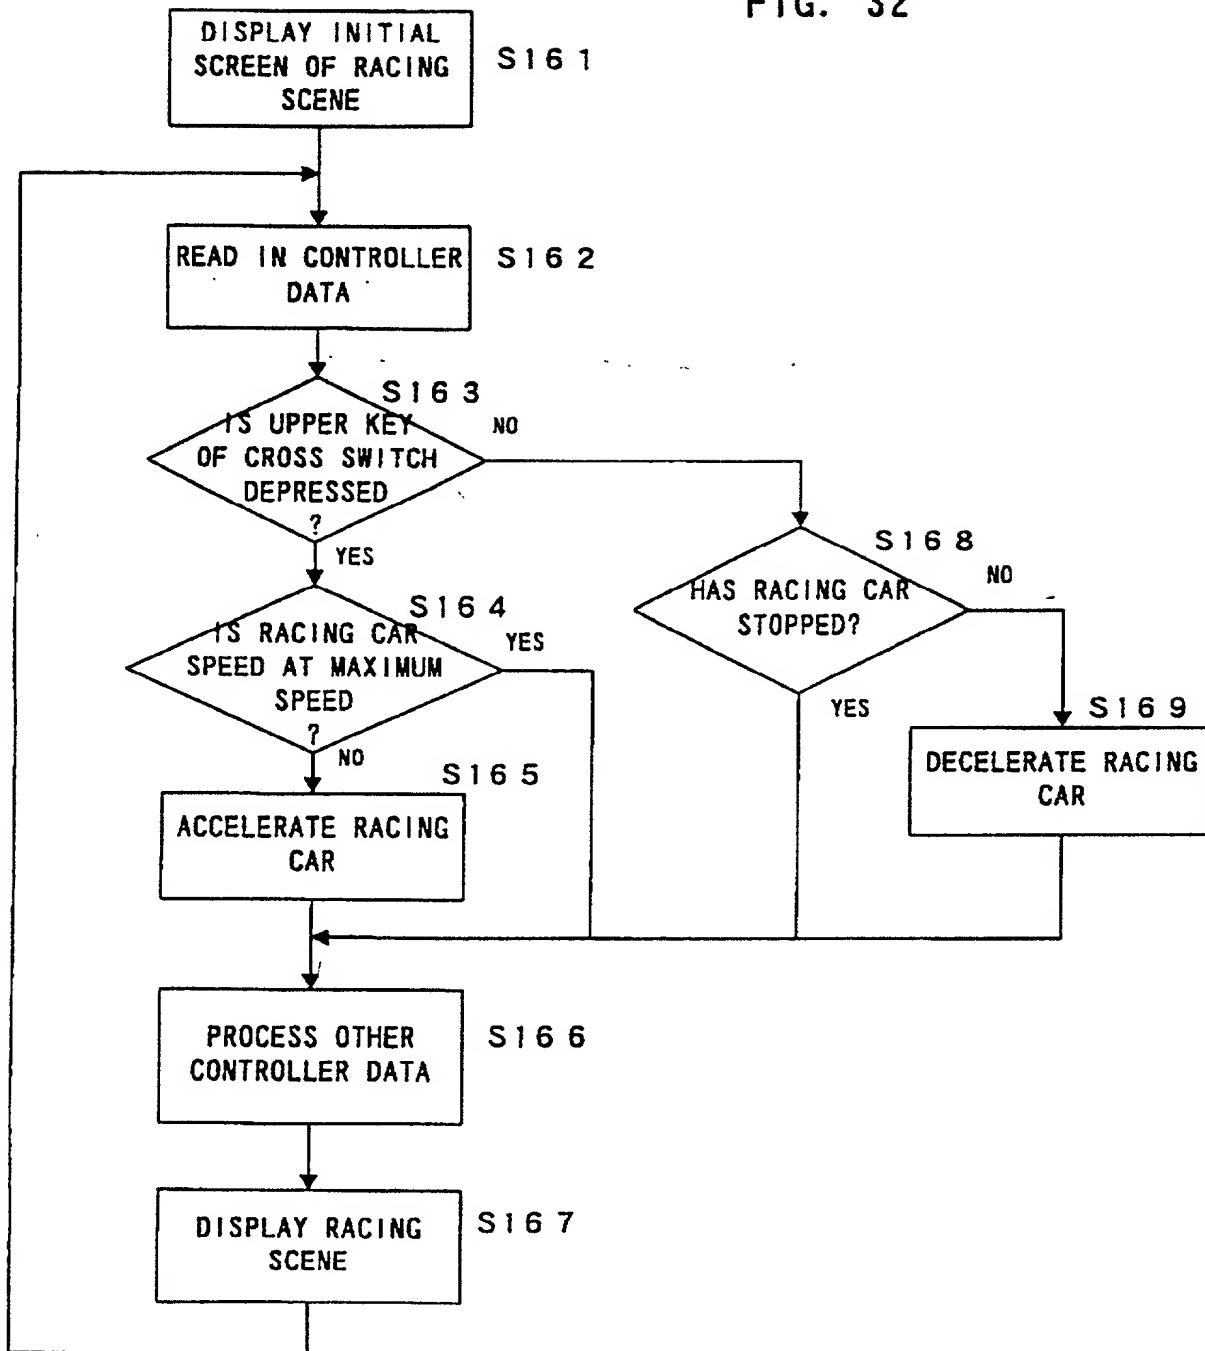 FIG. 32
DISPLAY INITIAL
SCREEN OF RACING
SCENE
S161
READ IN CONTROLLER
DATA
S162
S163
IS UPPER KEY
OF CROSS SWITCH
DEPRESSED
?
NO
YES
S164
IS RACING CAR
SPEED AT MAXIMUM
SPEED
?
YES
NO
S168
HAS RACING CAR
STOPPED?
NO
YES
S165
ACCELERATE RACING
CAR
S169
DECELERATE RACING
CAR
PROCESS OTHER
CONTROLLER DATA
S166
DISPLAY RACING
SCENE
S167